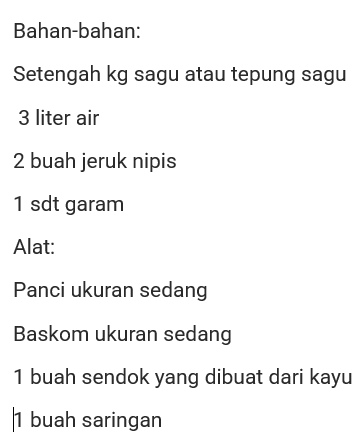 Bahan-bahan:
Setengah kg sagu atau tepung sagu
3 liter air
2 buah jeruk nipis
1 sdt garam
Alat:
Panci ukuran sedang
Baskom ukuran sedang
1 buah sendok yang dibuat dari kayu
1 buah saringan